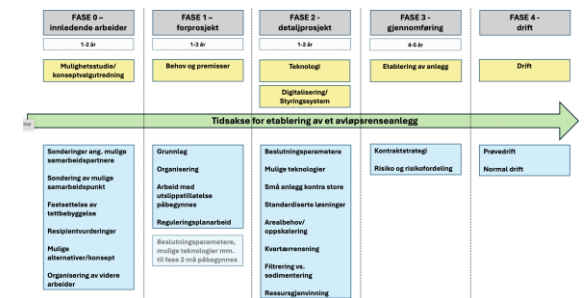 FASE 0 –
innledende arbeider
1-2 år
Mulighetsstudie/
konseptvalgutredning
FASE 1 –
forprosjekt
1-3 år
Behov og premisser
FASE 2 -
detaljprosjekt
1-2 år
Teknologi
Digitalisering/
Styringssystem
FASE 3 -
gjennomføring
4-5 år
Etablering av anlegg
FASE 4 -
drift
Drift
Tidsakse for etablering av et avløpsrenseanlegg
Sonderinger ang. mulige
samarbeidspartnere
Sondering av mulige
samarbeidspunkt
Fastsettelse av
tettbebyggelse
Resipientvurderinger
Mulige
alternativer/konsept
Organisering av videre
arbeider
Grunnlag
Organisering
Arbeid med
utslippstillatelse
påbegynnes
Reguleringsplanarbeid
Beslutningsparametere,
mulige teknologier mm.
til fase 2 må påbegynnes
Beslutningsparametere
Mulige teknologier
Små anlegg kontra store
Standardiserte løsninger
Arealbehov/
oppskalering
Kvartærrensning
Filtrering vs.
sedimentering
Ressursgjenvinning
Kontraktstrategi
Risiko og risikofordeling
Prøvedrift
Normal drift